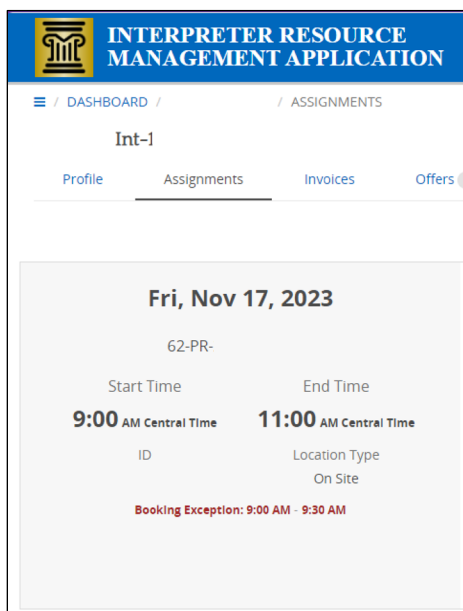 INTERPRETER RESOURCE
MANAGEMENT APPLICATION
/ DASHBOARD / / ASSIGNMENTS
Int-1
Profile Assignments Invoices Offers
Fri, Nov 17, 2023
62-PR-
Start Time End Time
9:00 AM Central Time 11:00 AM Central Time
ID Location Type
On Site
Booking Exception: 9:00 AM - 9:30 AM